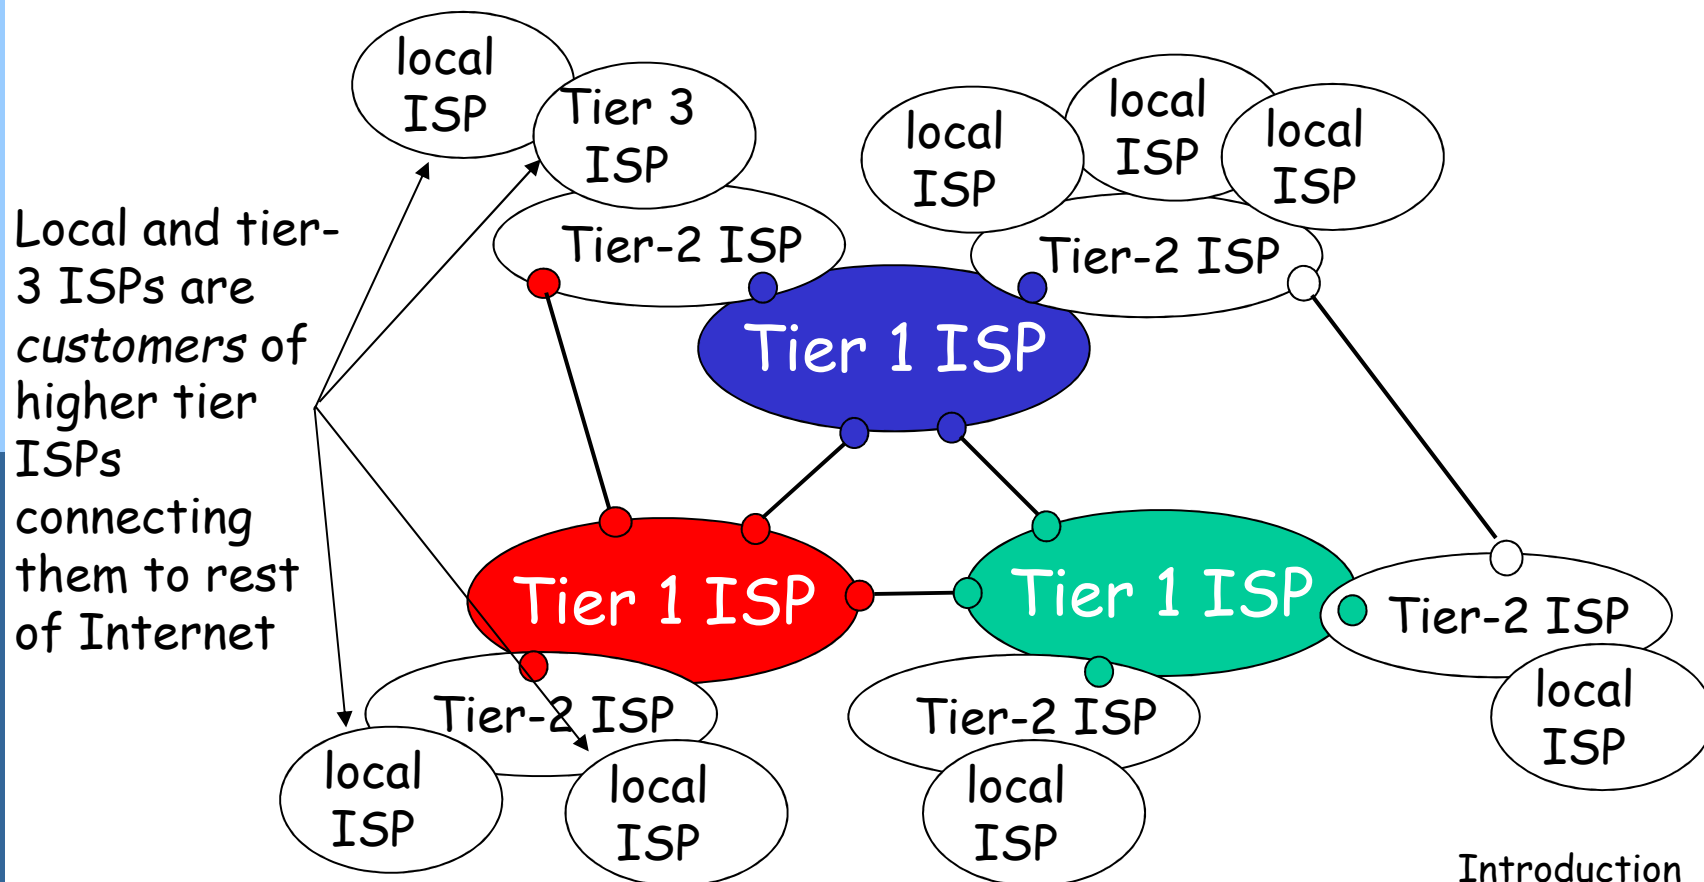 local
ISP
Tier 3
ISP
local
ISP
local
ISP
local
ISP
Tier-2 ISP
Tier-2 ISP
Local and tier-
3 ISPs are
customers of
higher tier
ISPs
connecting
them to rest
of Internet
Tier 1 ISP
Tier 1 ISP
Tier 1 ISP
Tier-2 ISP
local
ISP
Tier-2 ISP
local
ISP
local
ISP
Tier-2 ISP
local
ISP
Introduction